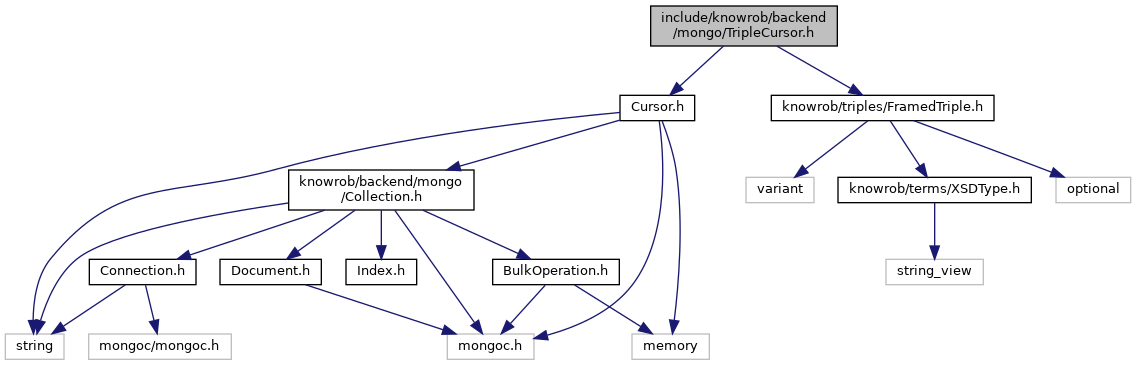 include/knowrob/backend
/mongo/TripleCursor.h
Cursor.h
knowrob/triples/FramedTriple.h
knowrob/backend/mongo
/Collection.h
variant
knowrob/terms/XSDType.h
optional
Connection.h
Document.h
Index.h
BulkOperation.h
string_view
string
mongoc/mongoc.h
mongoc.h
memory